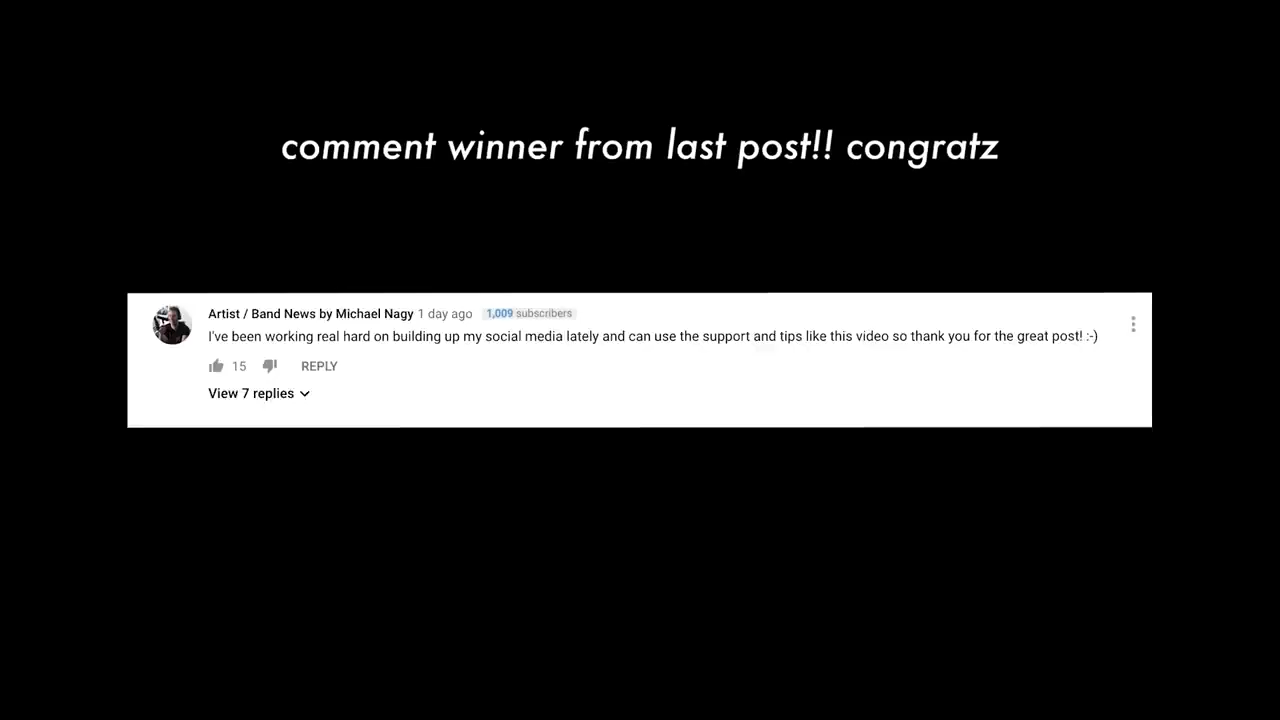 comment winner from last post!! congratz
Artist / Band News by Michael Nagy 1 day ago 1,009 subscribers
I've been working real hard on building up my social media lately and can use the support and tips like this video so thank you for the great post! :-)
15 REPLY
View 7 replies